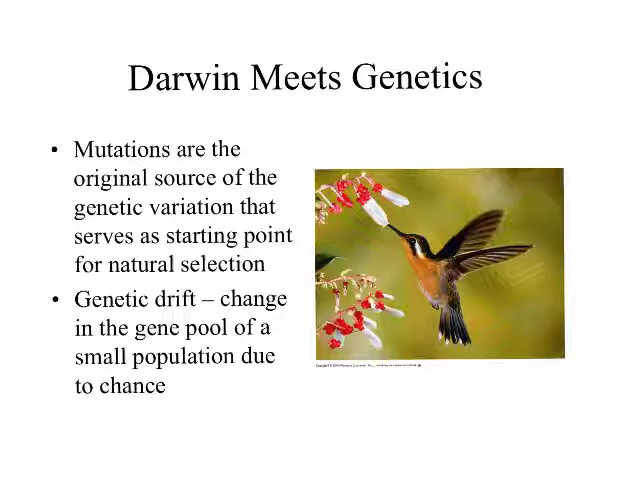 Darwin Meets Genetics
• Mutations are the
original source of the
genetic variation that
serves as starting point
for natural selection
• Genetic drift – change
in the gene pool of a
small population due
to chance